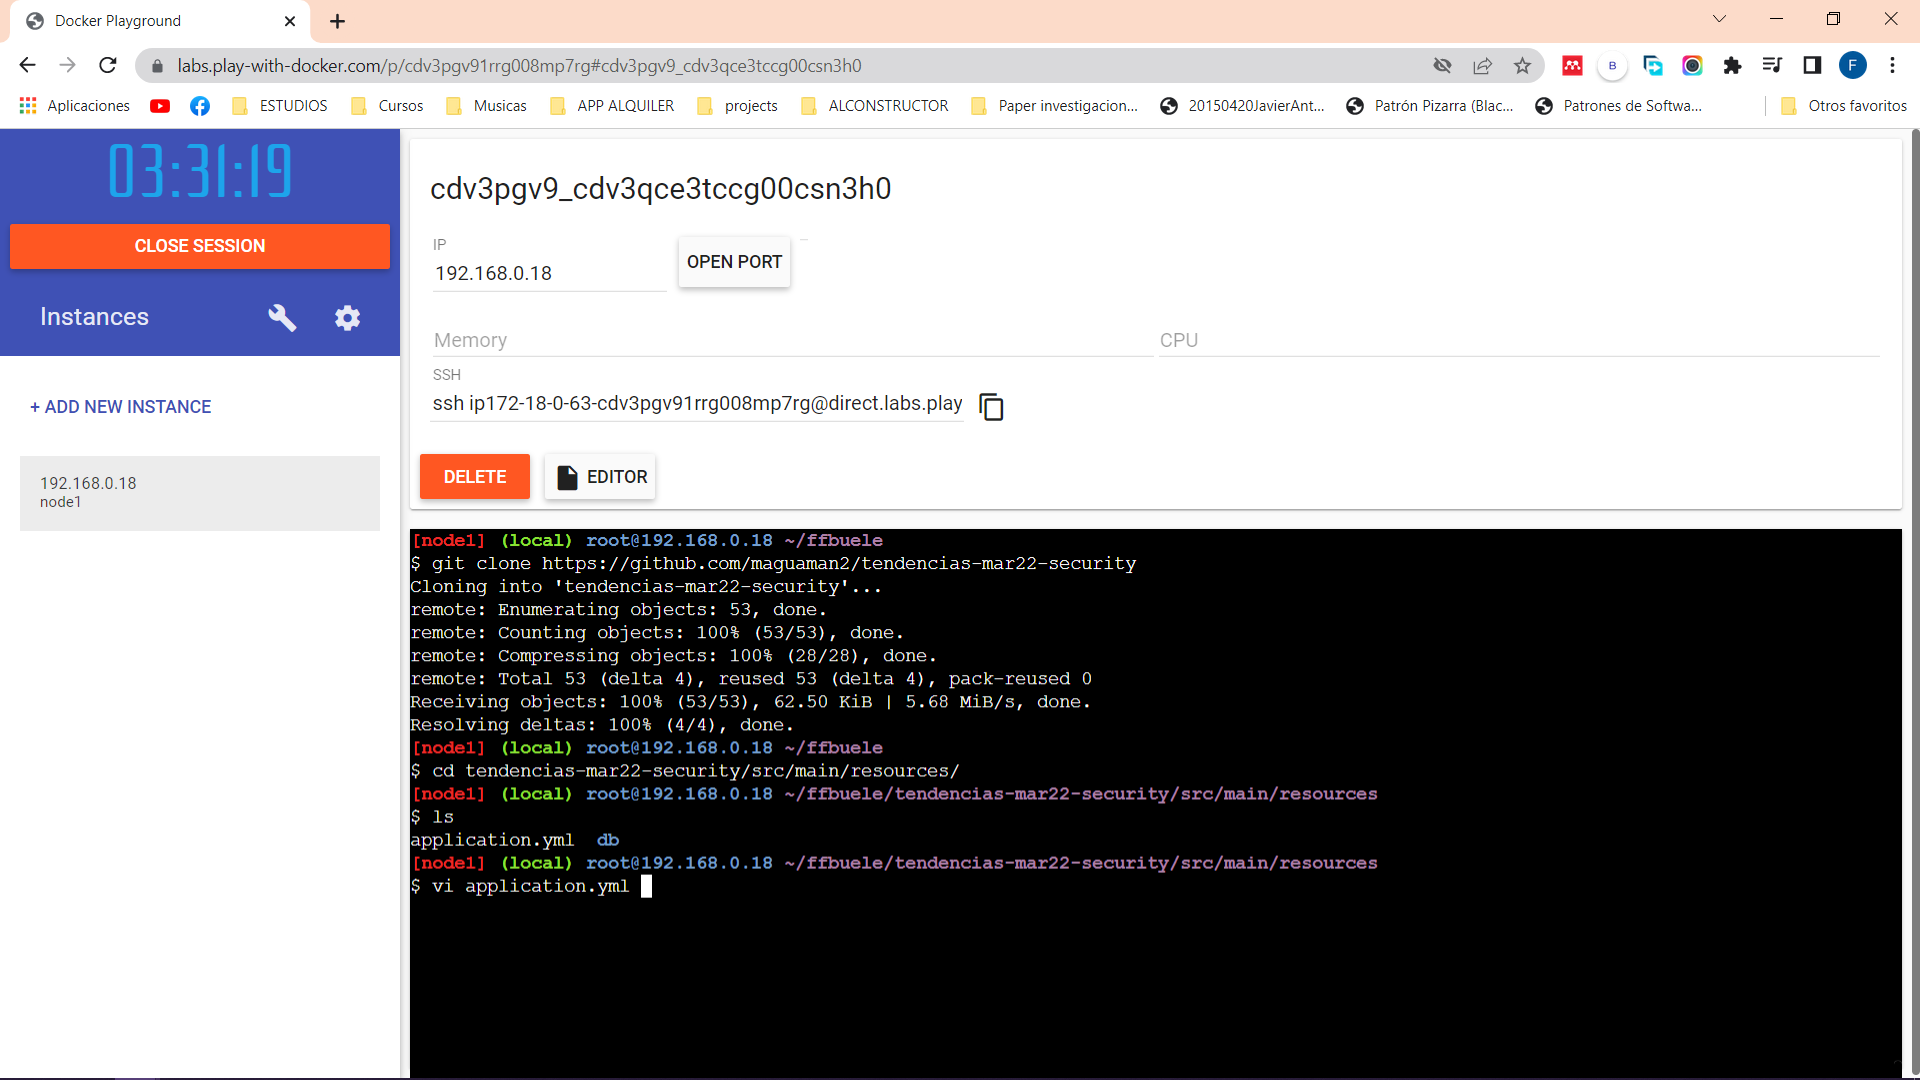 Docker Playground
labs.play-with-docker.com/p/cdv3pgv91rrg008mp7rg#cdv3pgv9_cdv3qce3tccg00csn3h0
B
F
Aplicaciones
ESTUDIOS
Cursos
Musicas
APP ALQUILER
projects
ALCONSTRUCTOR
Paper investigacion...
20150420JavierAnt...
Patrón Pizarra (Blac...
Patrones de Softwa...
Otros favoritos
03:31:19
CLOSE SESSION
Instances
+ ADD NEW INSTANCE
192.168.0.18
node1
cdv3pgv9_cdv3qce3tccg00csn3h0
IP
192.168.0.18
OPEN PORT
Memory
CPU
SSH
ssh ip172-18-0-63-cdv3pgv91rrg008mp7rg@direct.labs.play
DELETE
EDITOR
[node1] (local) root@192.168.0.18 ~/ffbuele
$ git clone https://github.com/maguaman2/tendencias-mar22-security
Cloning into 'tendencias-mar22-security'...
remote: Enumerating objects: 53, done.
remote: Counting objects: 100% (53/53), done.
remote: Compressing objects: 100% (28/28), done.
remote: Total 53 (delta 4), reused 53 (delta 4), pack-reused 0
Receiving objects: 100% (53/53), 62.50 KiB | 5.68 MiB/s, done.
Resolving deltas: 100% (4/4), done.
[node1] (local) root@192.168.0.18 ~/ffbuele
$ cd tendencias-mar22-security/src/main/resources/
[node1] (local) root@192.168.0.18 ~/ffbuele/tendencias-mar22-security/src/main/resources
$ ls
application.yml  db
[node1] (local) root@192.168.0.18 ~/ffbuele/tendencias-mar22-security/src/main/resources
$ vi application.yml